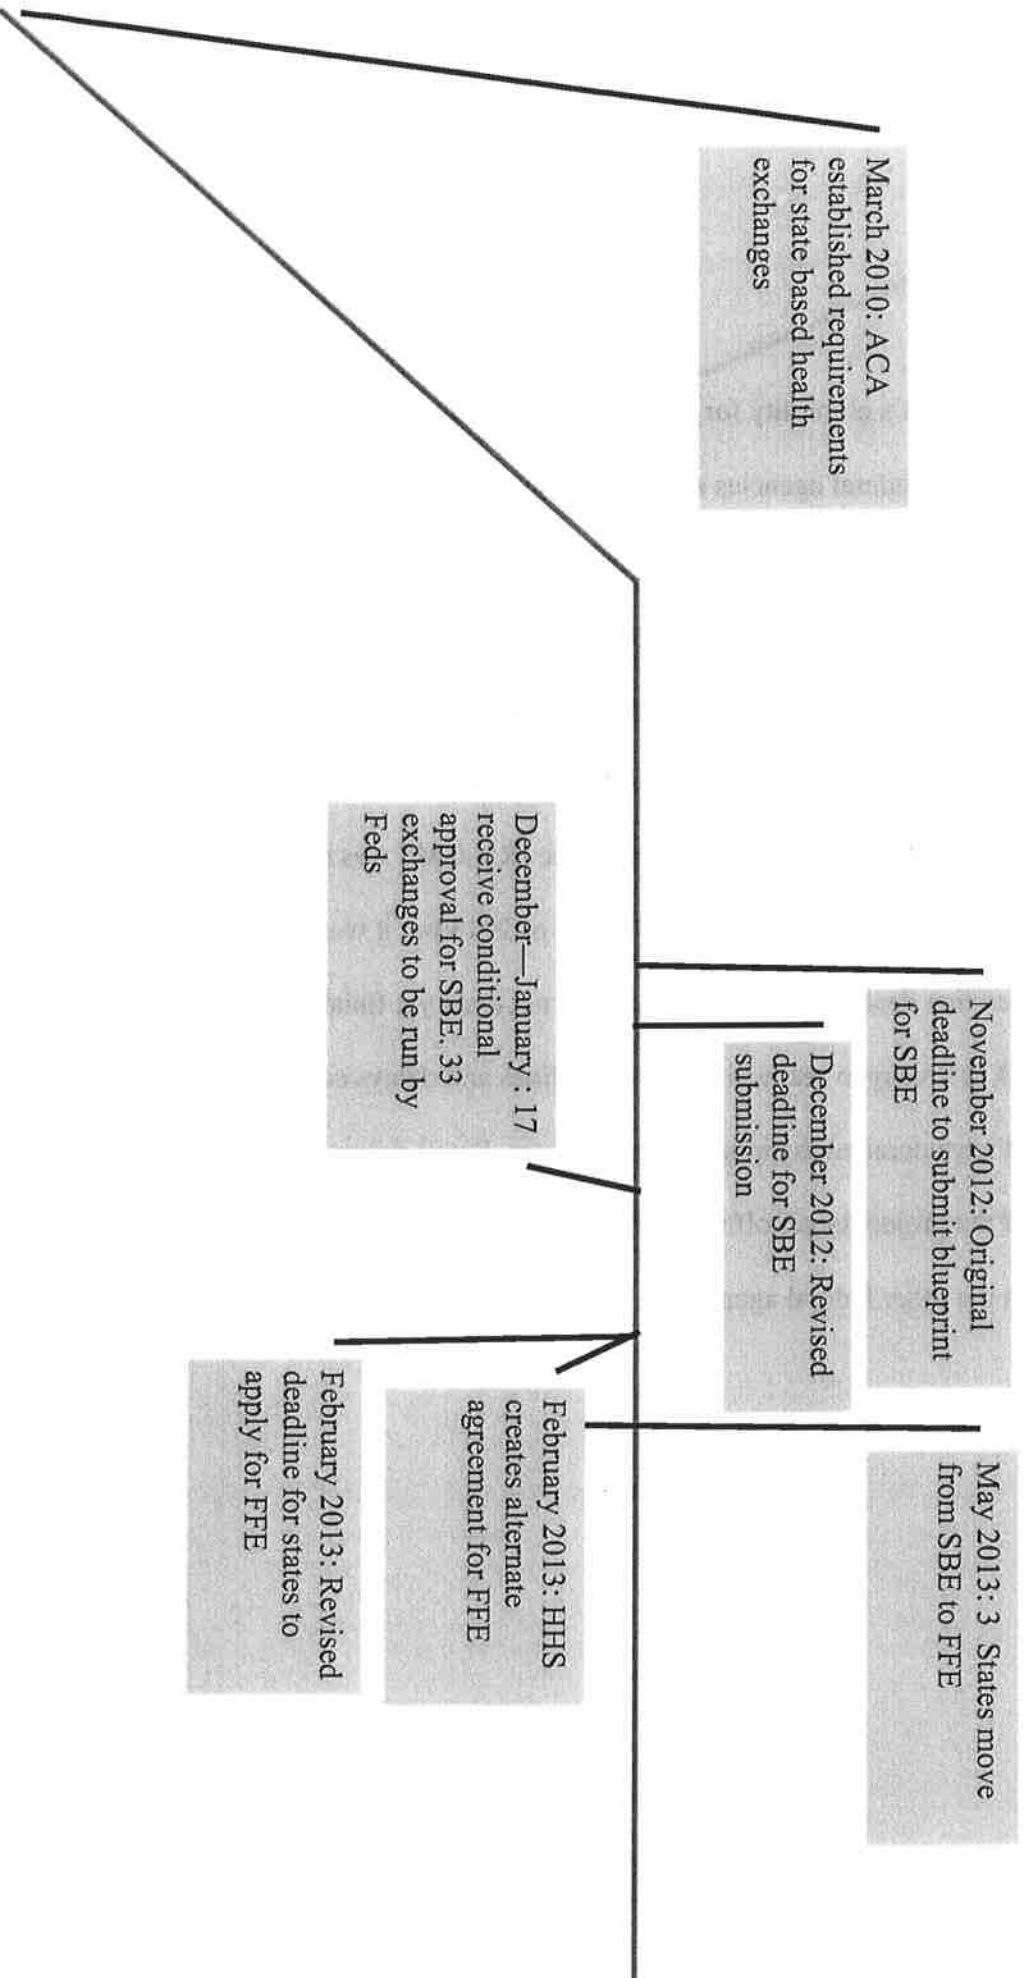 March 2010: ACA
established requirements
for state based health
exchanges
November 2012: Original
deadline to submit blueprint
for SBE
December 2012: Revised
deadline for SBE
submission
May 2013: 3 States move
from SBE to FFE
December—January : 17
receive conditional
approval for SBE. 33
exchanges to be run by
Feds
February 2013: HHS
creates alternate
agreement for FFE
February 2013: Revised
deadline for states to
apply for FFE